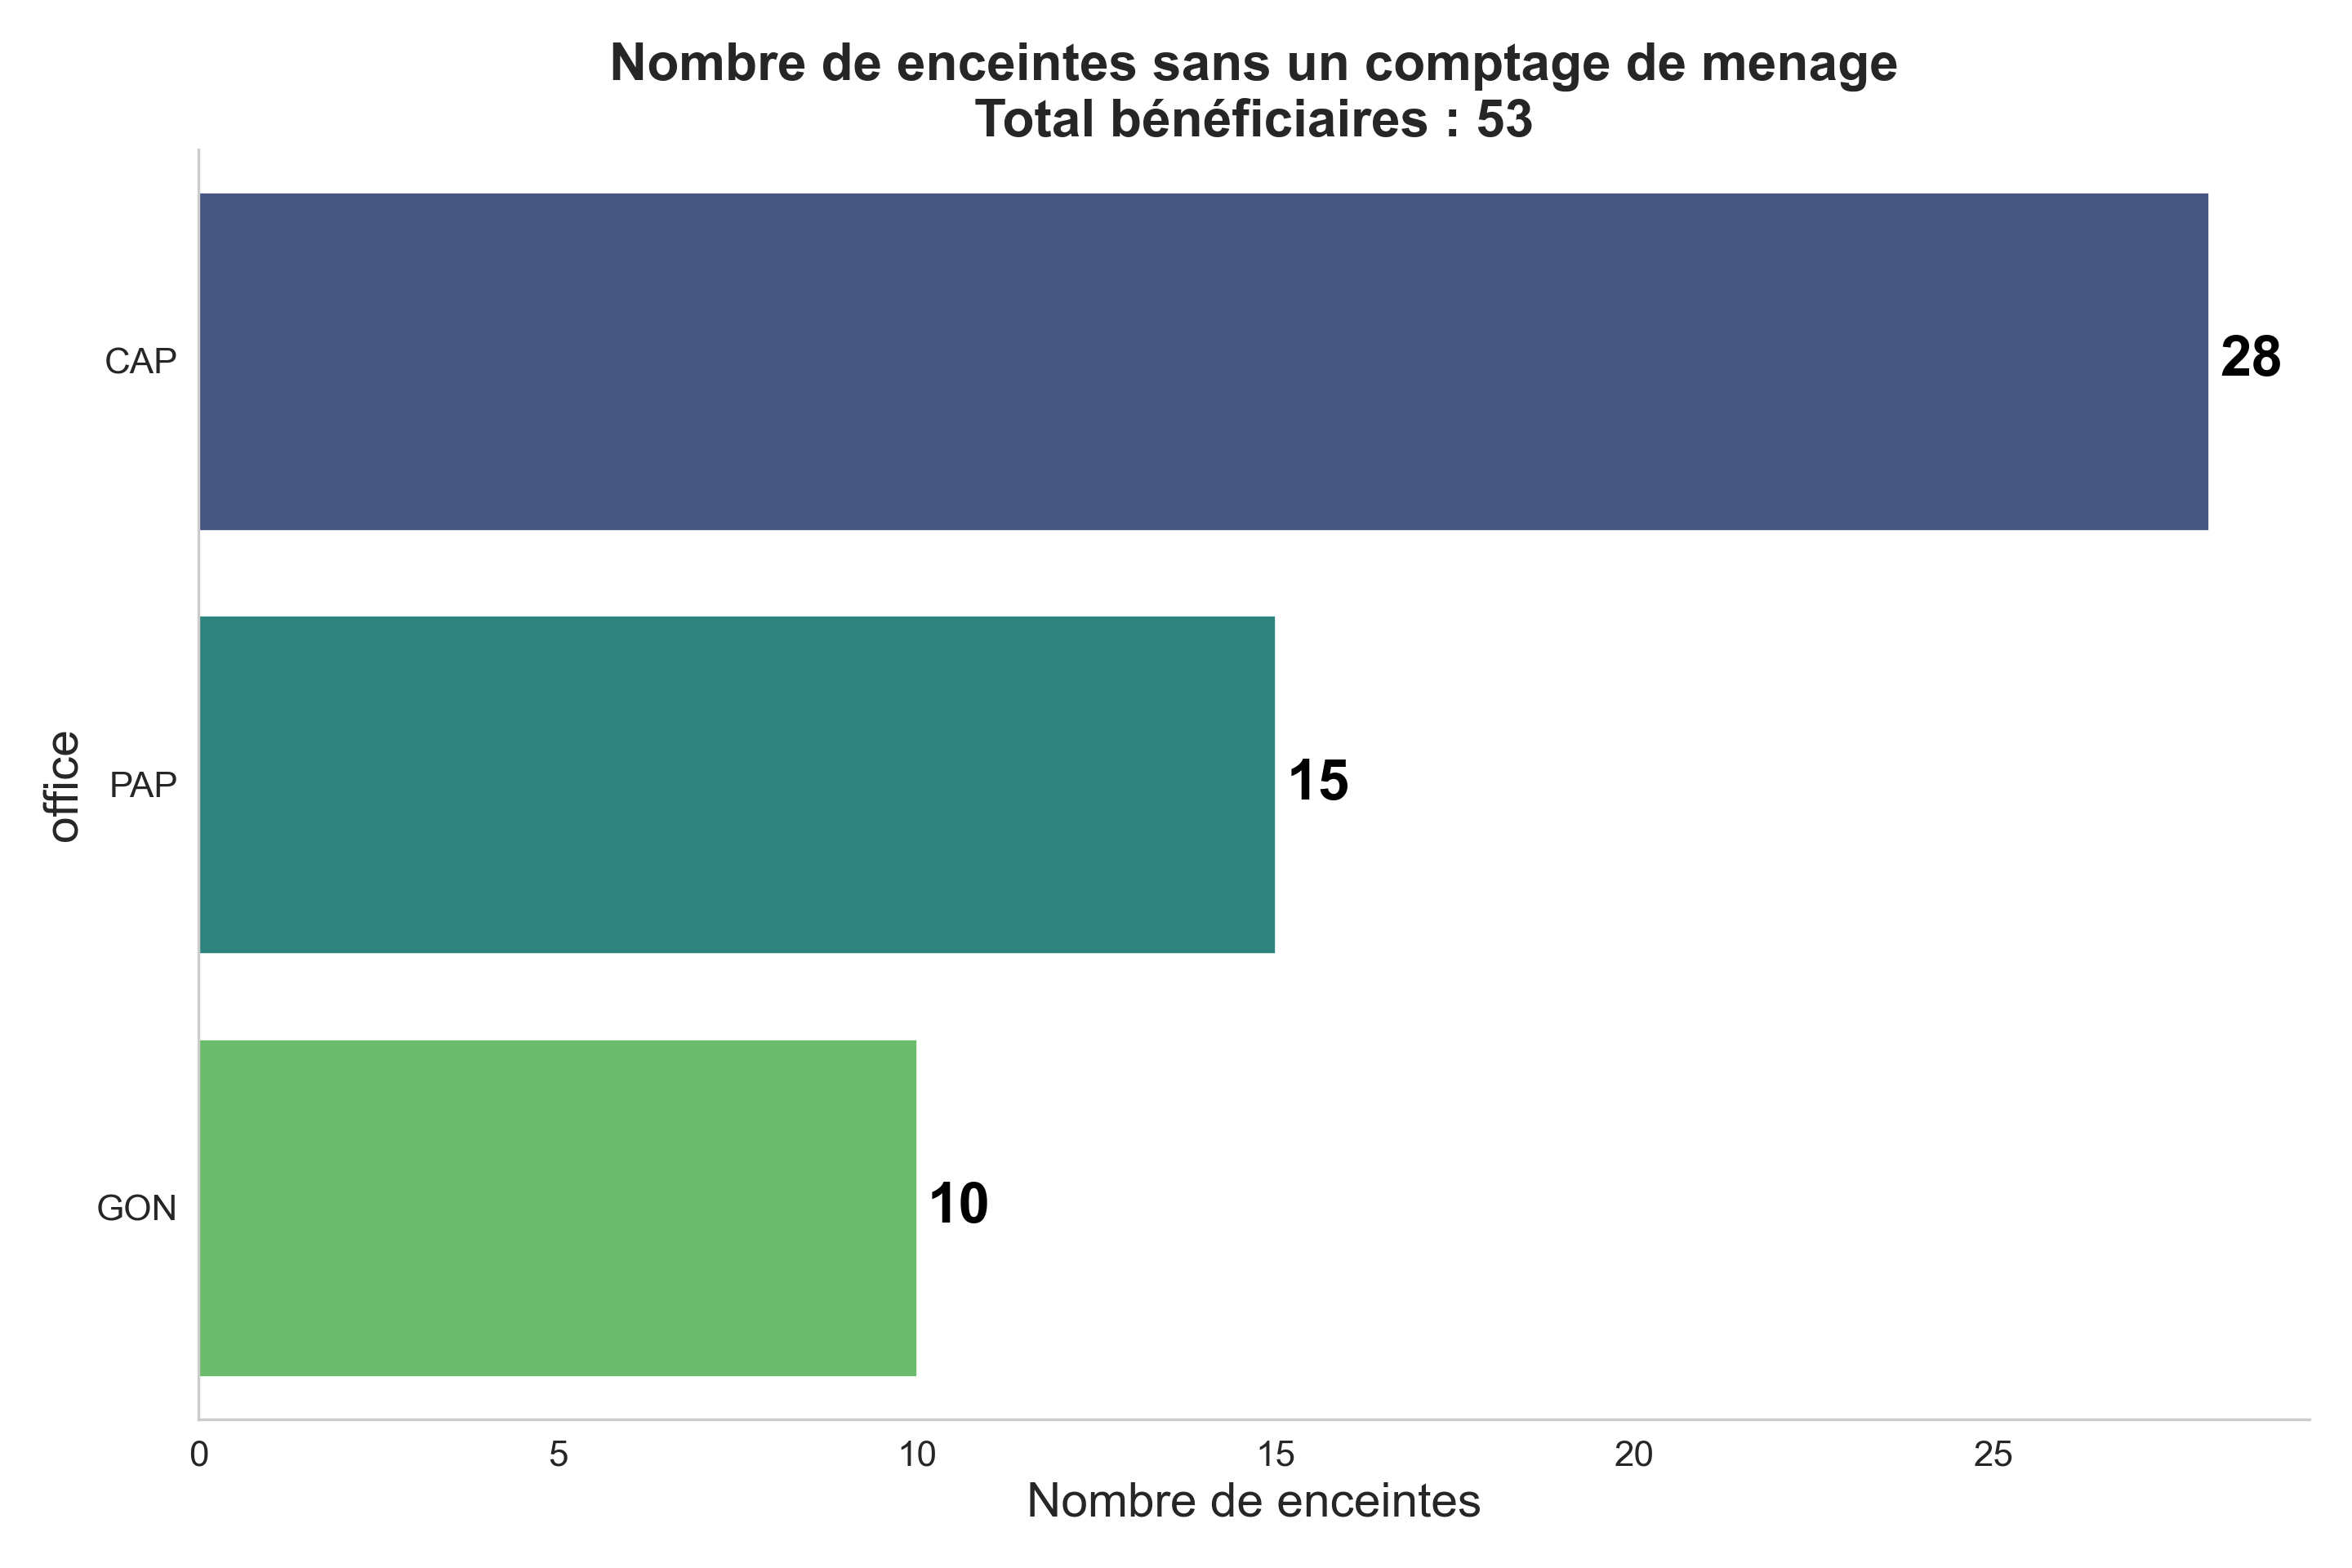 Nombre de enceintes sans un comptage de menage
Total bénéficiaires : 53
CAP
28
office
PAP
15
GON
10
0 5 10 15 20 25
Nombre de enceintes